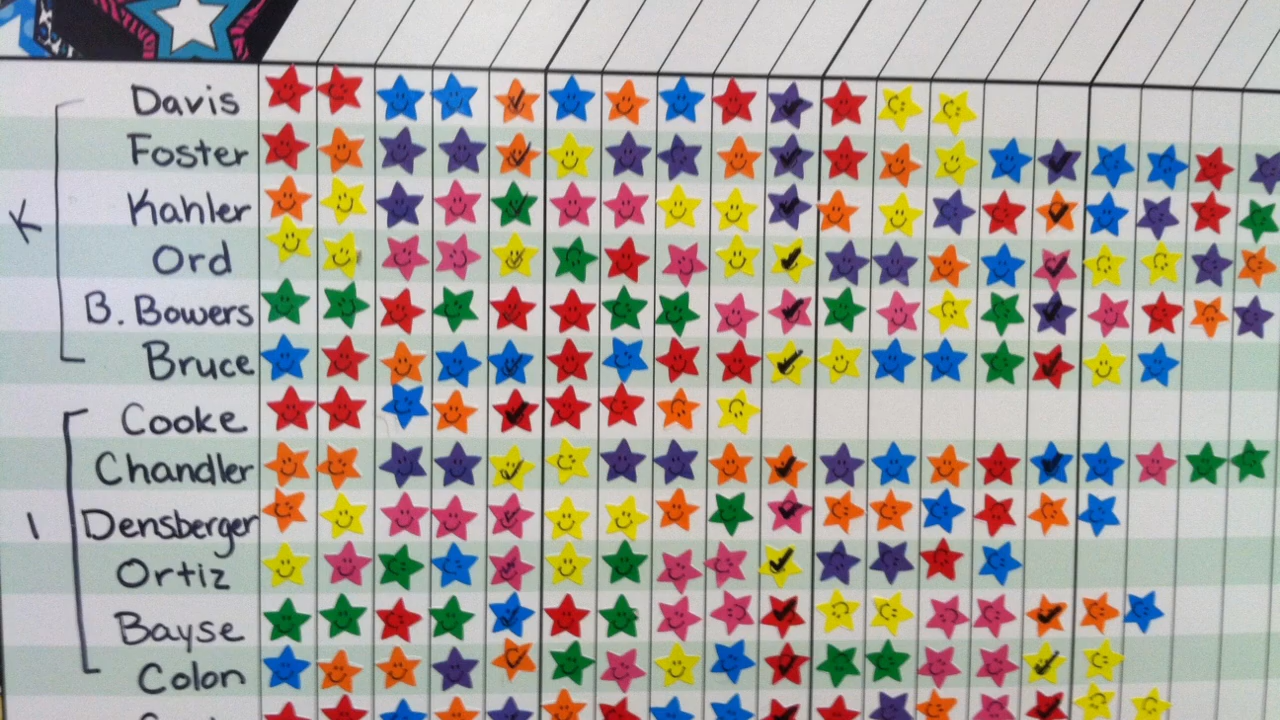 Davis
Foster
K
Kahler
Ord
B. Bowers
Bruce
Cooke
Chandler
1
Densberger
Ortiz
Bayse
Colon